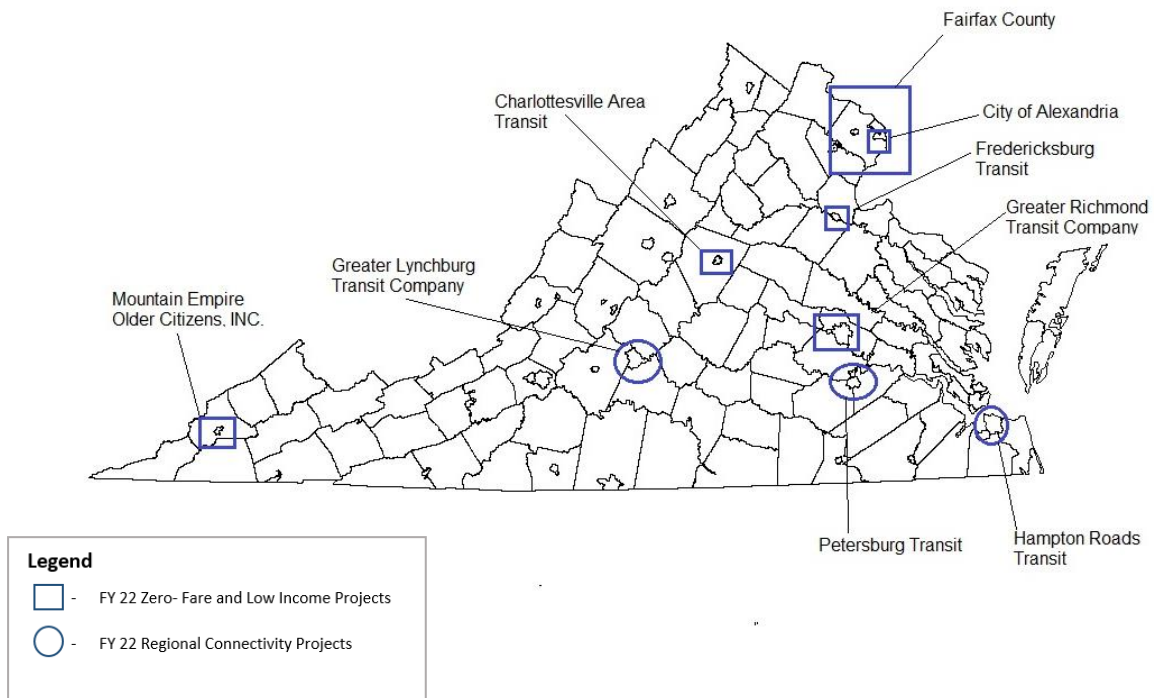 Fairfax County
Charlottesville Area
Transit
City of Alexandria
Fredericksburg
Transit
Greater Richmond
Transit Company
Greater Lynchburg
Transit Company
Mountain Empire
Older Citizens, INC.
Petersburg Transit
Hampton Roads
Transit
Legend
- FY 22 Zero- Fare and Low Income Projects
- FY 22 Regional Connectivity Projects